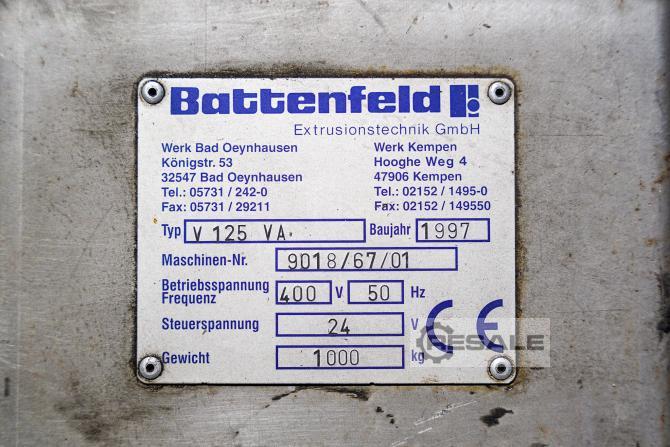 Battenfeld
Extrusionstechnik GmbH
Werk Bad Oeynhausen
Königstr. 53
32547 Bad Oeynhausen
Tel.: 05731 / 242-0
Fax: 05731 / 29211
Werk Kempen
Hooghe Weg 4
47906 Kempen
Tel.: 02152 / 1495-0
Fax: 02152 / 149550
Typ V 125 VA. Baujahr 1997
Maschinen-Nr. 9018/67/01
Betriebsspannung
Frequenz 400 V 50 Hz
Steuerspannung 24 V
Gewicht 1000 kg
CE
RESALE